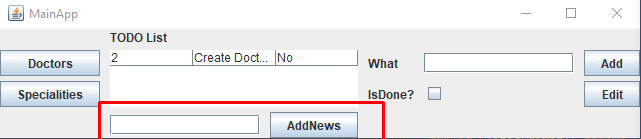 MainApp
TODO List
Doctors
2 Create Doct... No
What
Add
Specialities
IsDone?
Edit
AddNews